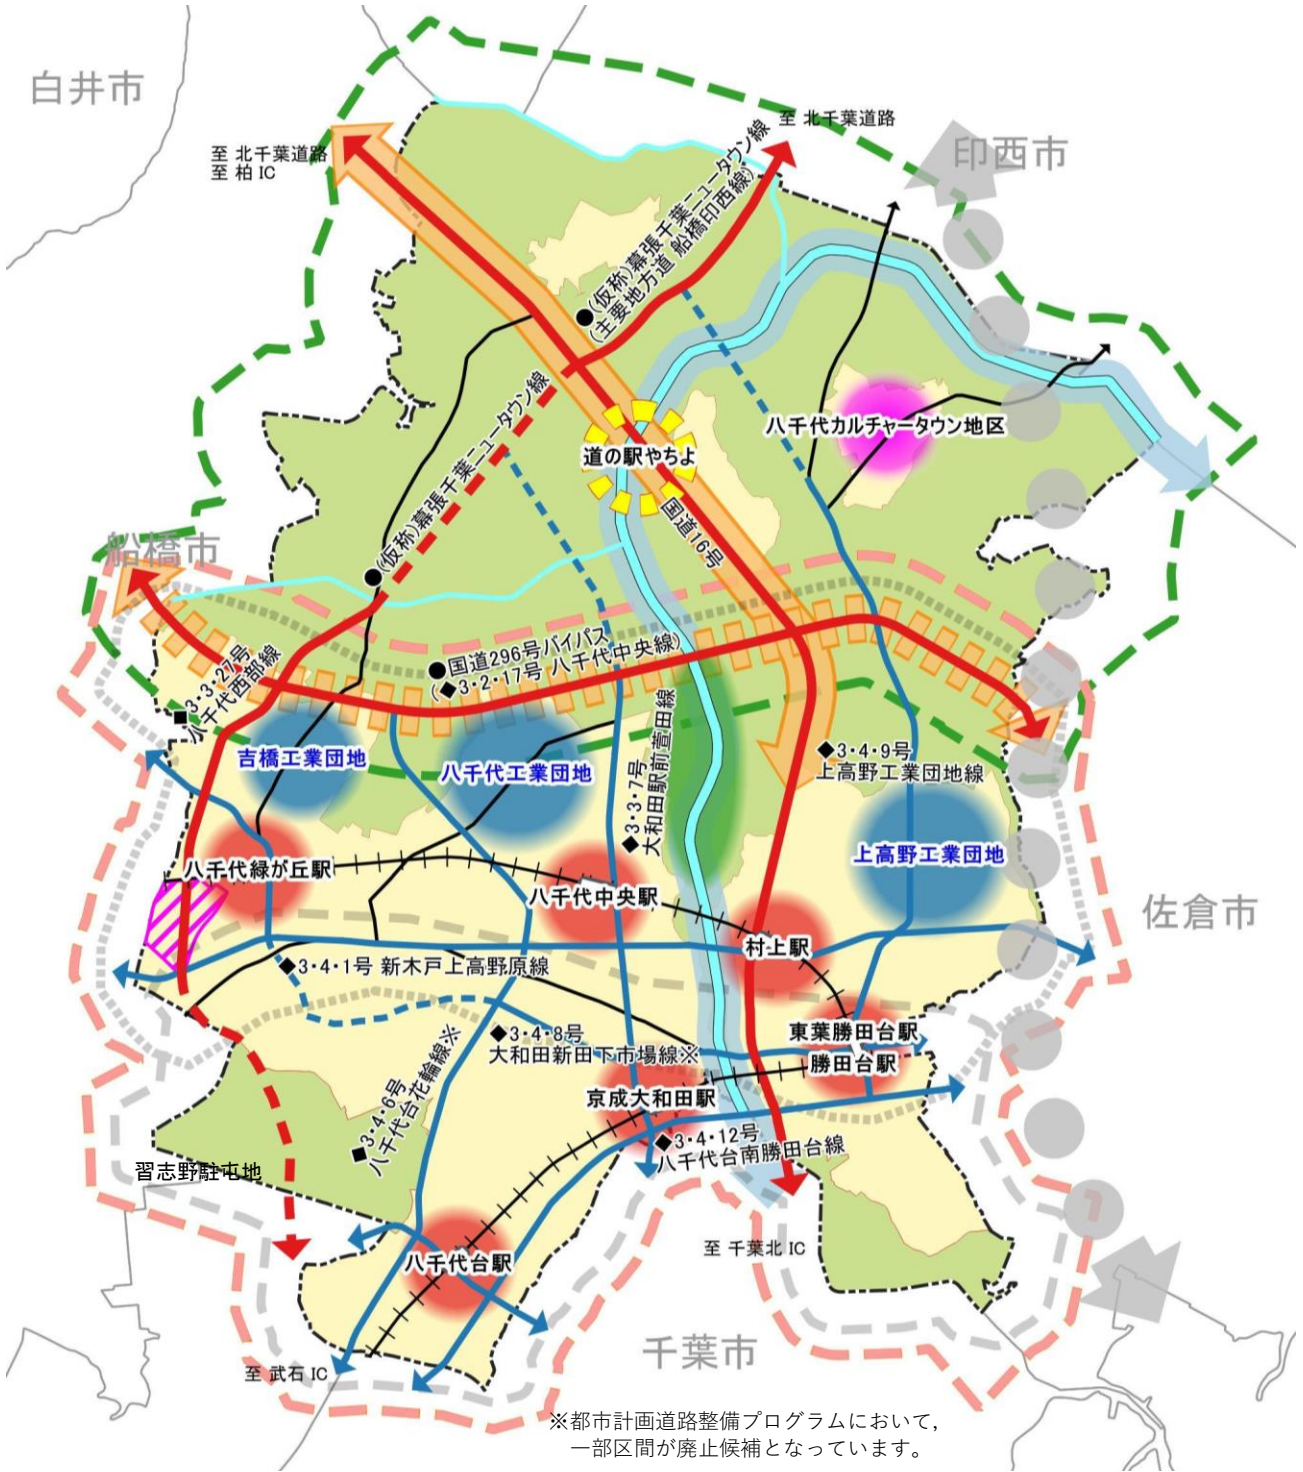 白井市
至 北千葉道路
至 柏 IC
至 北千葉道路
印西市
●(仮称)幕張千葉ニュータウン線
(主要地方道 船橋印西線)
八千代カルチャータウン地区
道の駅やちよ
●(仮称)幕張千葉ニュータウン線
国道16号
船橋市
●国道296号バイパス
(◆3・2・17号 八千代中央線)
■3・3・27号
八千代西部線
吉橋工業団地
八千代工業団地
◆3・3・7号
大和田駅前萱田線
◆3・4・9号
上高野工業団地線
上高野工業団地
八千代緑が丘駅
八千代中央駅
村上駅
佐倉市
◆3・4・1号 新木戸上高野原線
◆3・4・8号
大和田新田下市場線※
東葉勝田台駅
勝田台駅
京成大和田駅
■3・4・6号
八千代台花輪線※
◆3・4・12号
八千代台南勝田台線
習志野駐屯地
至 千葉北 IC
八千代台駅
千葉市
至 武石 IC
※都市計画道路整備プログラムにおいて，
一部区間が廃止候補となっています。